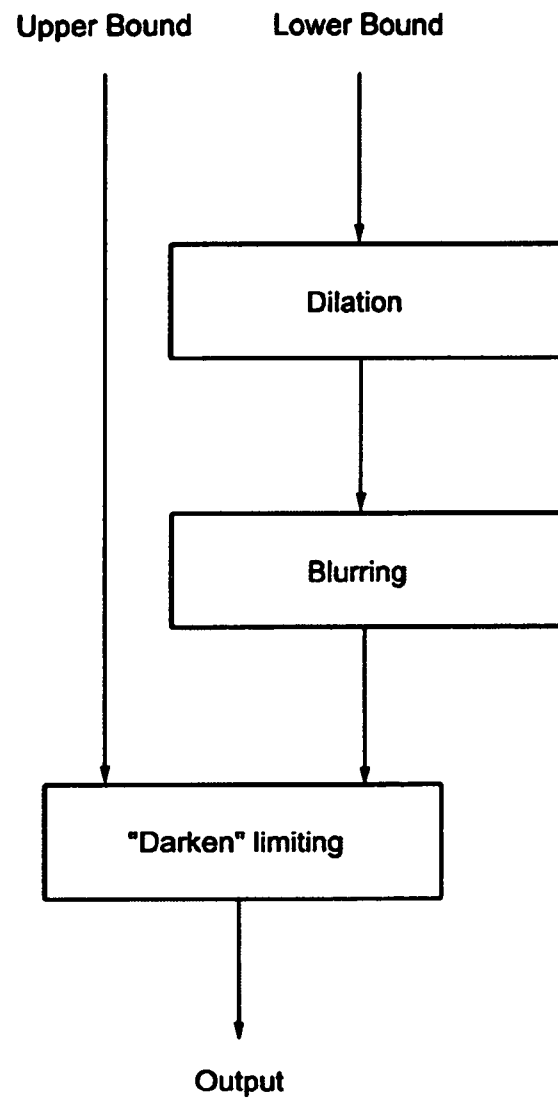 Upper Bound
Lower Bound
Dilation
Blurring
"Darken" limiting
Output